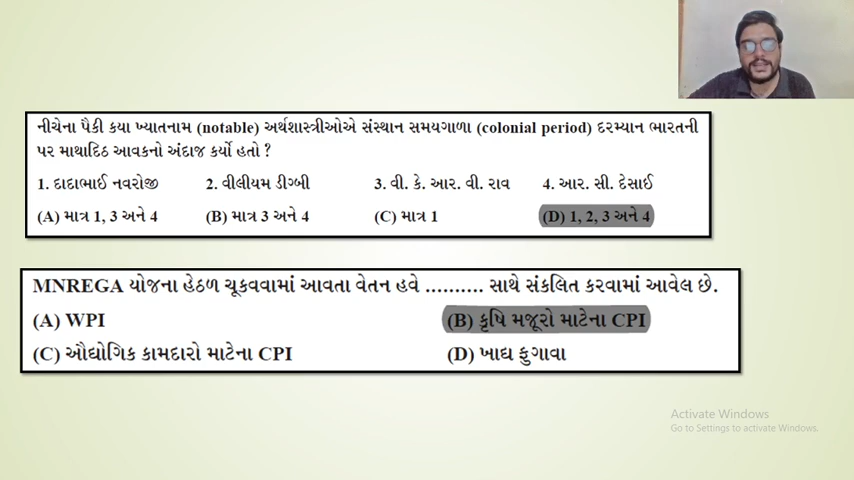 નીચેના પૈકી કયા ખ્યાતનામ (notable) અર્થશાસ્ત્રીઓએ સંસ્થાન સમયગાળા (colonial period) દરમ્યાન ભારતની
પર માથાદિઠ આવકનો અંદાજ કર્યો હતો ?
1. દાદાભાઈ નવરોજી 2. વીલીયમ ડીગ્બી 3. વી. કે. આર. વી. રાવ 4. આર. સી. દેસાઈ
(A) માત્ર 1, 3 અને 4 (B) માત્ર 3 અને 4 (C) માત્ર 1 (D) 1, 2, 3 અને 4
MNREGA યોજના હેઠળ ચૂકવવામાં આવતા વેતન હવે .......... સાથે સંકલિત કરવામાં આવેલ છે.
(A) WPI (B) કૃષિ મજૂરો માટેના CPI
(C) ઔદ્યોગિક કામદારો માટેના CPI (D) ખાદ્ય ફુગાવા
Activate Windows
Go to Settings to activate Windows.